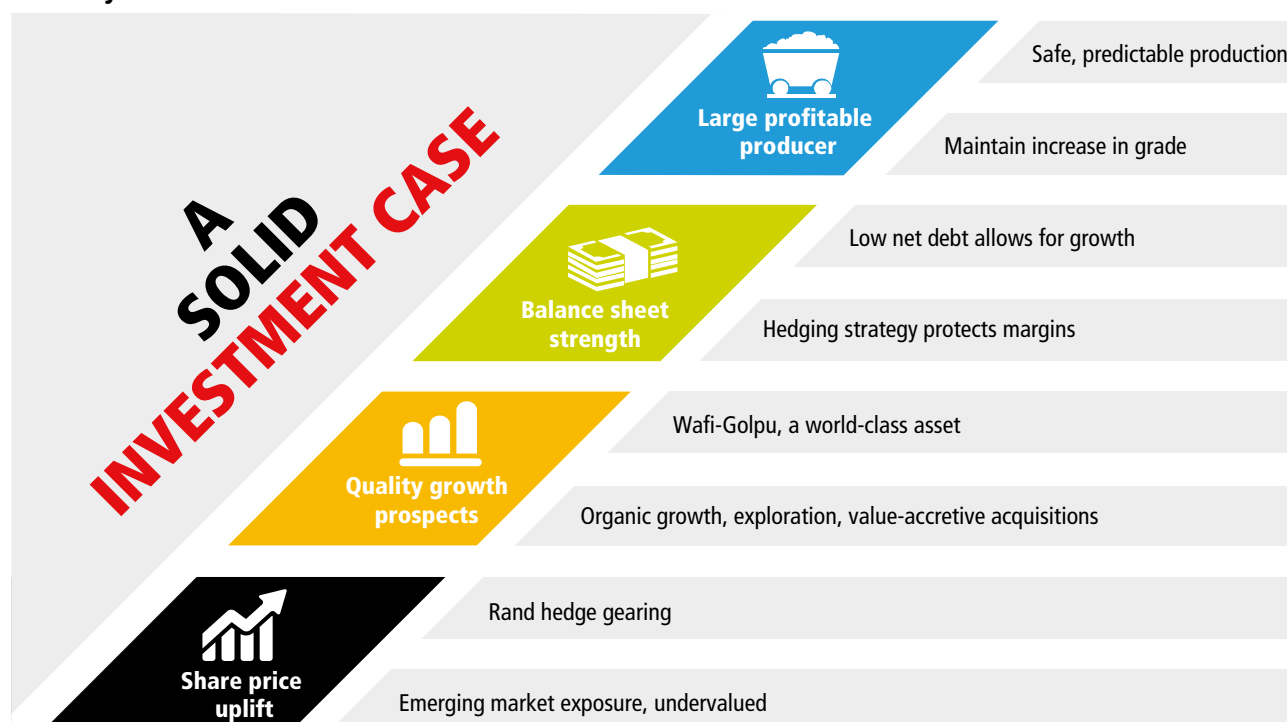 A
SOLID
INVESTMENT CASE
Large profitable
producer
Safe, predictable production
Maintain increase in grade
Balance sheet
strength
Low net debt allows for growth
Hedging strategy protects margins
Quality growth
prospects
Wafi-Golpu, a world-class asset
Organic growth, exploration, value-accretive acquisitions
Share price
uplift
Rand hedge gearing
Emerging market exposure, undervalued